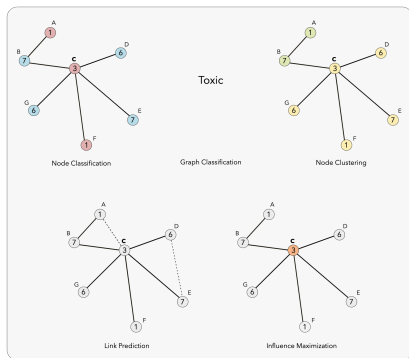 A
1
B
7
c
3
D
6
G
6
E
7
F
1
Node Classification
Toxic
Graph Classification
A
1
B
7
c
3
D
6
G
6
E
7
F
1
Node Clustering
A
1
B
7
c
3
D
6
G
6
E
7
F
1
Link Prediction
A
1
B
7
c
3
D
6
G
6
E
7
F
1
Influence Maximization